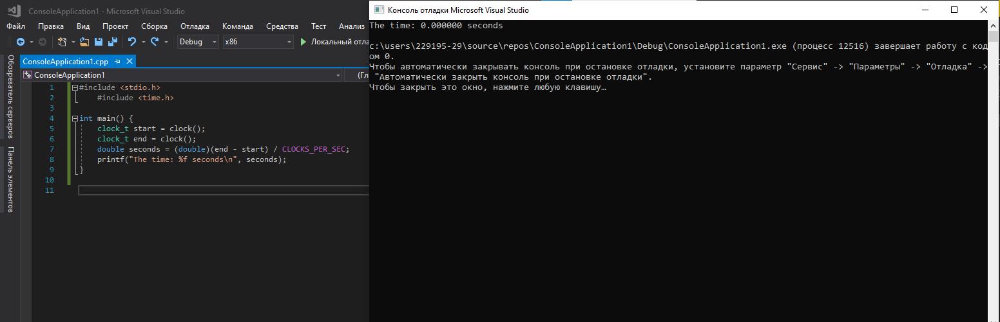 ConsoleApplication1 - Microsoft Visual Studio
Файл Правка Вид Проект Сборка Отладка Команда Средства Тест Анализ
Debug x86 Локальный отла
Обозреватель серверов
Панель элементов
ConsoleApplication1.cpp
ConsoleApplication1 (Гл
1 #include <stdio.h>
2 #include <time.h>
3
4 int main() {
5 clock_t start = clock();
6 clock_t end = clock();
7 double seconds = (double)(end - start) / CLOCKS_PER_SEC;
8 printf("The time: %f seconds\n", seconds);
9 }
10
11
Консоль отладки Microsoft Visual Studio
The time: 0.000000 seconds
c:\users\229195-29\source\repos\ConsoleApplication1\Debug\ConsoleApplication1.exe (процесс 12516) завершает работу с код
ом 0.
Чтобы автоматически закрывать консоль при остановке отладки, установите параметр "Сервис" -> "Параметры" -> "Отладка" ->
"Автоматически закрыть консоль при остановке отладки".
Чтобы закрыть это окно, нажмите любую клавишу…